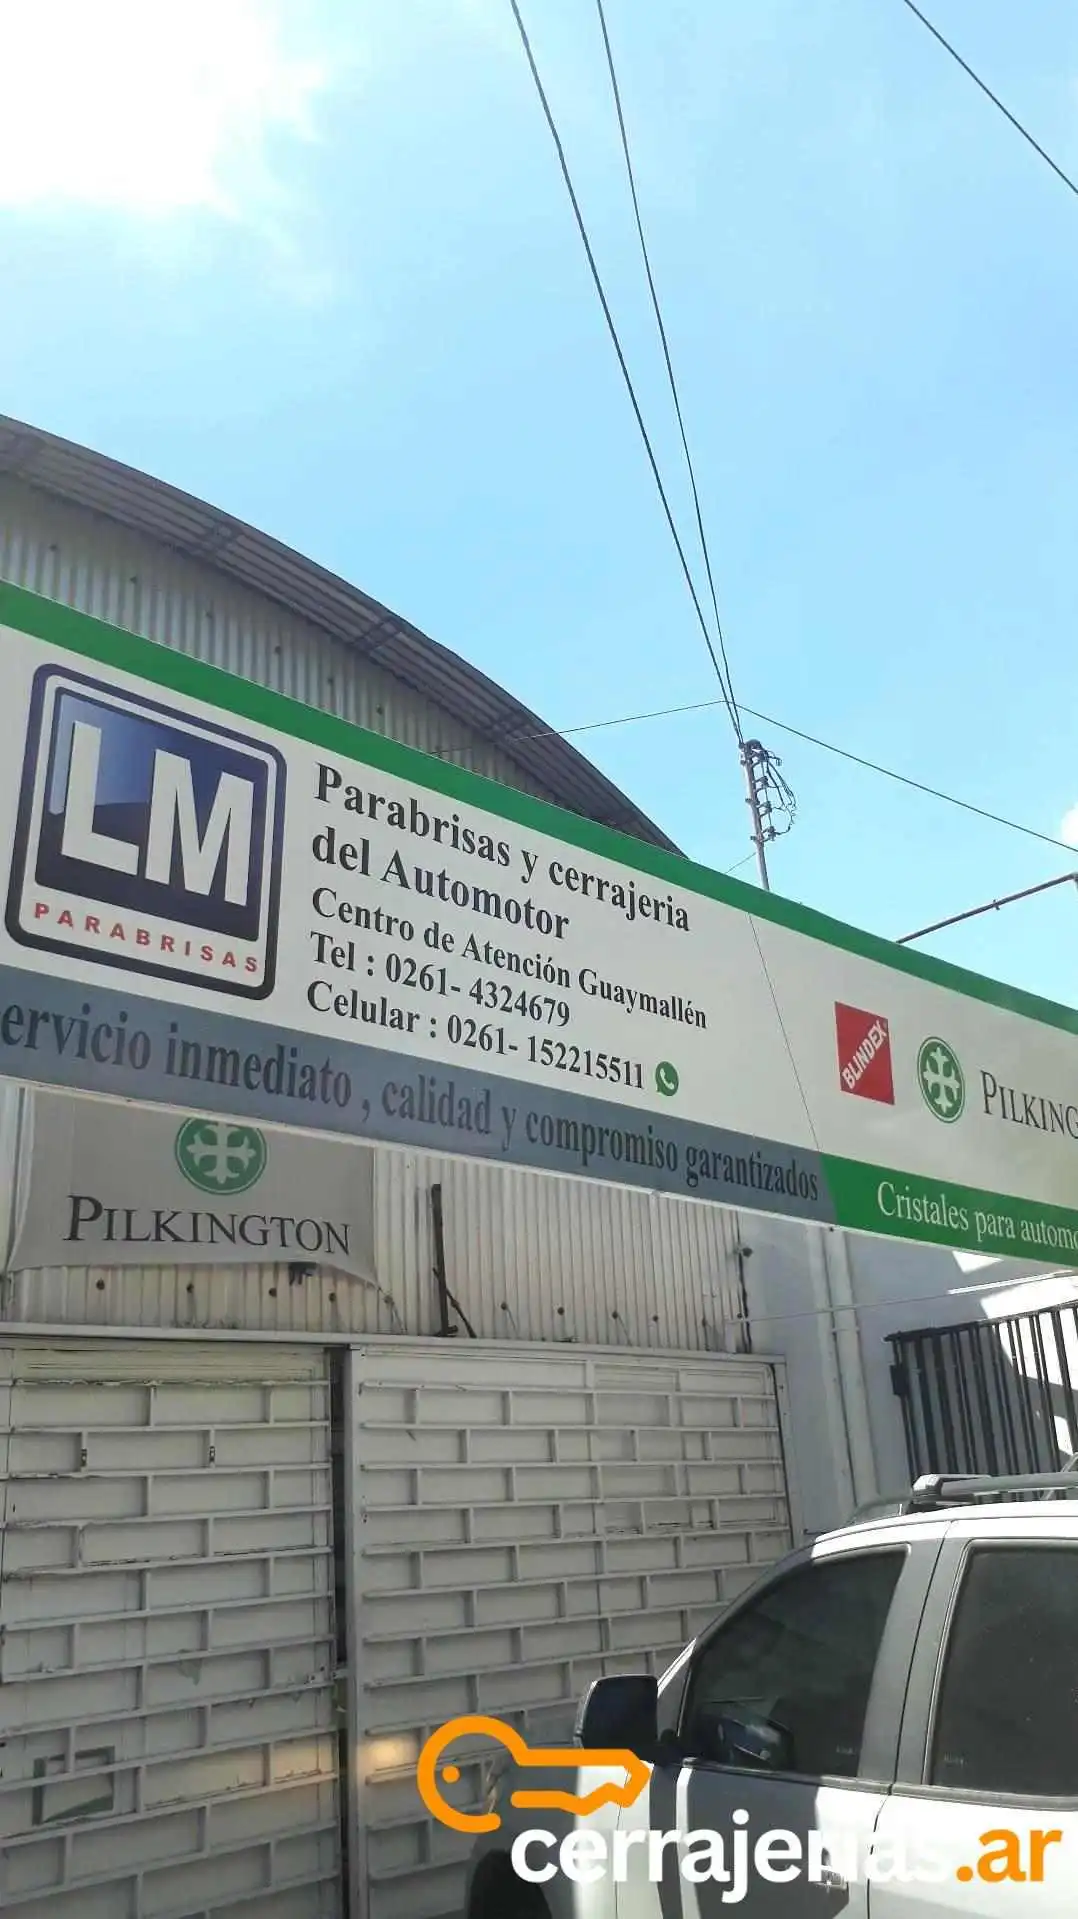 LM
PARABRISAS
Parabrisas y cerrajeria
del Automotor
Centro de Atención Guaymallén
Tel : 0261- 4324679
Celular : 0261- 152215511
ervicio inmediato , calidad y compromiso garantizados
BLINDEX
PILKING
Cristales para automo
PILKINGTON
cerrajerias.ar